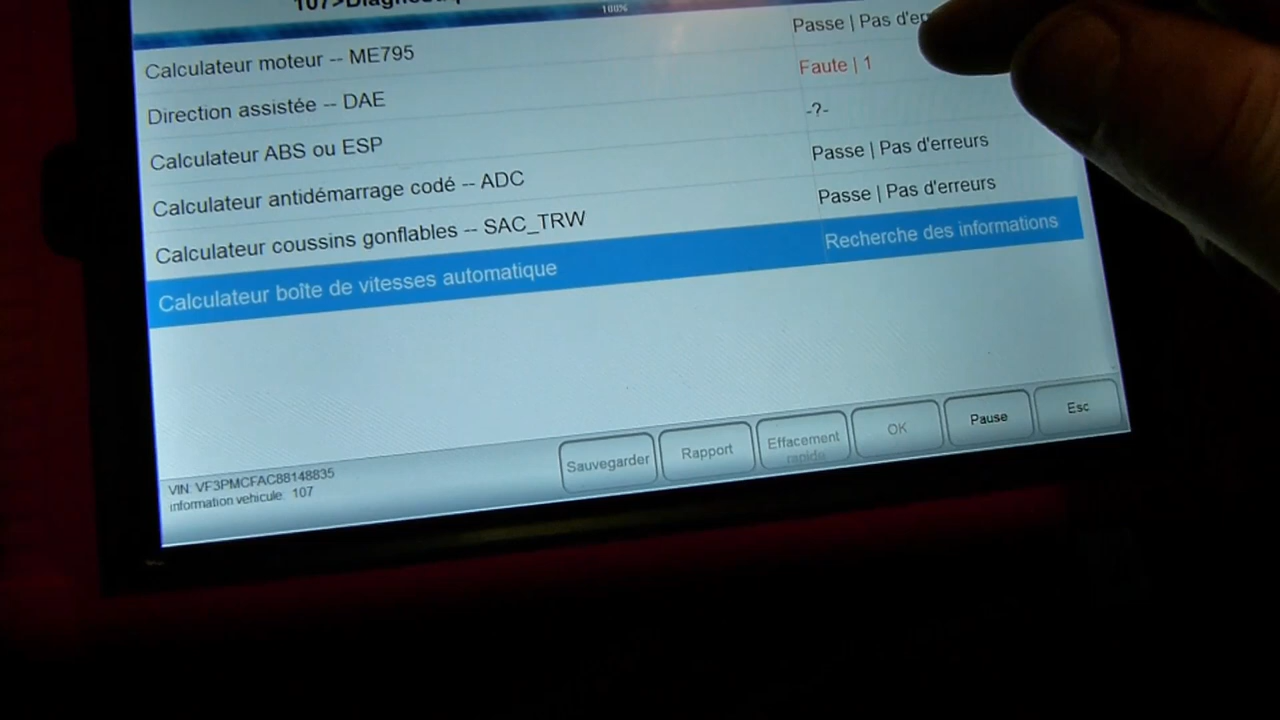 107>Diagnostiq
100%
Calculateur moteur -- ME795 Passe | Pas d'er
Direction assistée -- DAE Faute | 1
Calculateur ABS ou ESP -?-
Calculateur antidémarrage codé -- ADC Passe | Pas d'erreurs
Calculateur coussins gonflables -- SAC_TRW Passe | Pas d'erreurs
Calculateur boîte de vitesses automatique Recherche des informations
Sauvegarder Rapport Effacement rapide OK Pause Esc
VIN: VF3PMCFAC88148835
information vehicule: 107